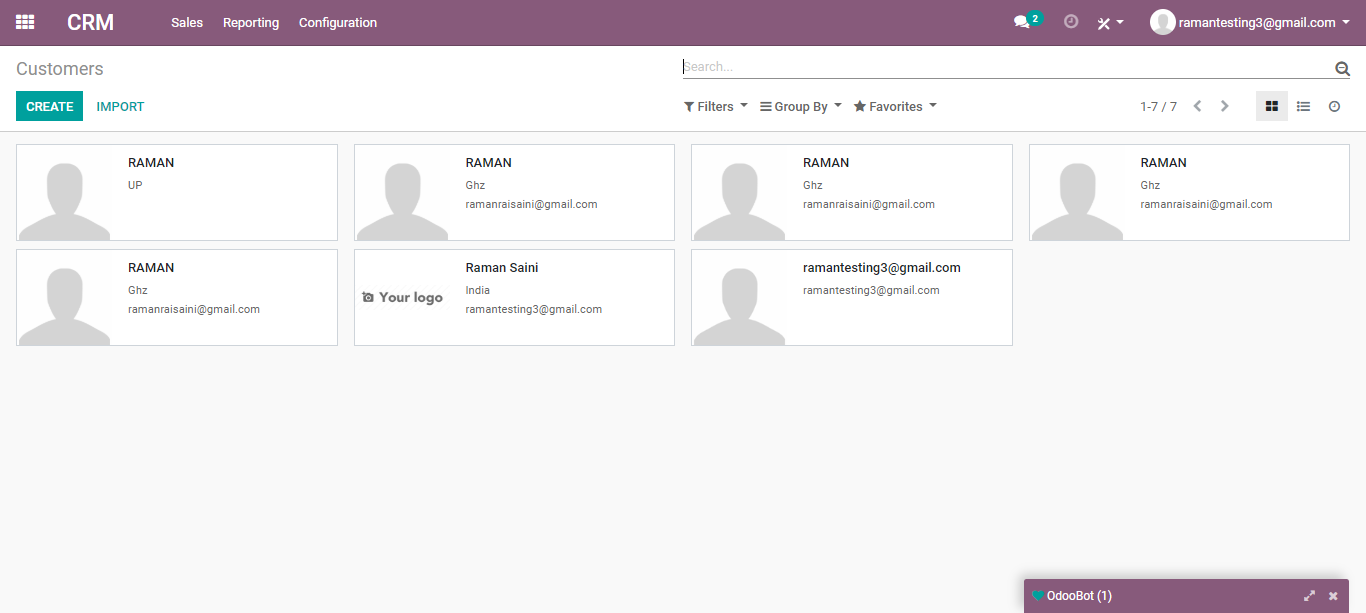 CRM Sales Reporting Configuration 2 ramantesting3@gmail.com
Customers Search...
CREATE IMPORT Filters Group By Favorites 1-7 / 7
RAMAN
UP
RAMAN
Ghz
ramanraisaini@gmail.com
RAMAN
Ghz
ramanraisaini@gmail.com
RAMAN
Ghz
ramanraisaini@gmail.com
RAMAN
Ghz
ramanraisaini@gmail.com
Your logo
Raman Saini
India
ramantesting3@gmail.com
ramantesting3@gmail.com
ramantesting3@gmail.com
OdooBot (1)